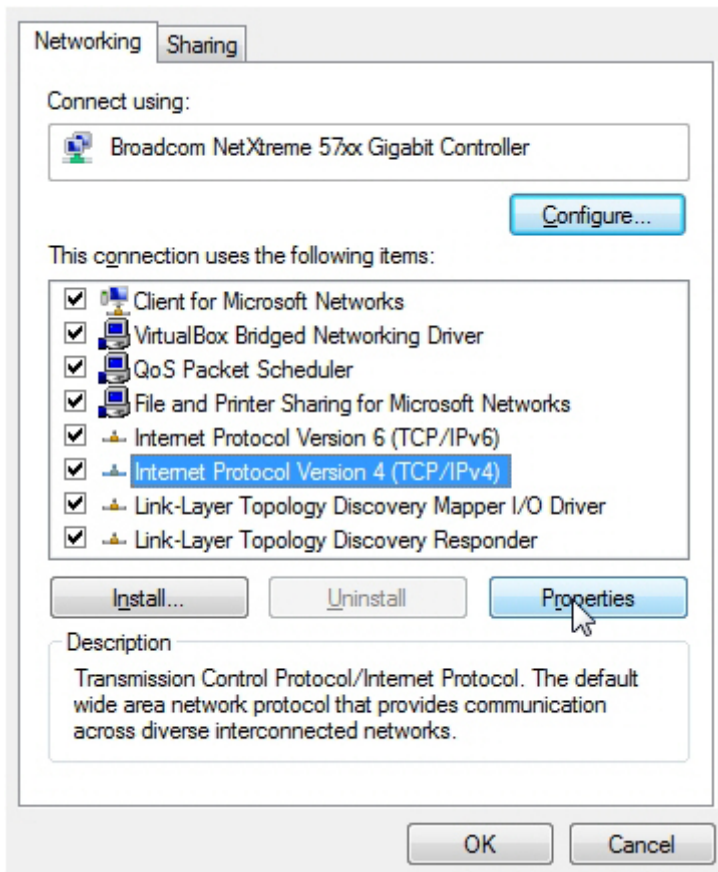 Networking
Sharing
Connect using:
Broadcom NetXtreme 57xx Gigabit Controller
Configure...
This connection uses the following items:
Client for Microsoft Networks
VirtualBox Bridged Networking Driver
QoS Packet Scheduler
File and Printer Sharing for Microsoft Networks
Internet Protocol Version 6 (TCP/IPv6)
Internet Protocol Version 4 (TCP/IPv4)
Link-Layer Topology Discovery Mapper I/O Driver
Link-Layer Topology Discovery Responder
Install...
Uninstall
Properties
Description
Transmission Control Protocol/Internet Protocol. The default
wide area network protocol that provides communication
across diverse interconnected networks.
OK
Cancel